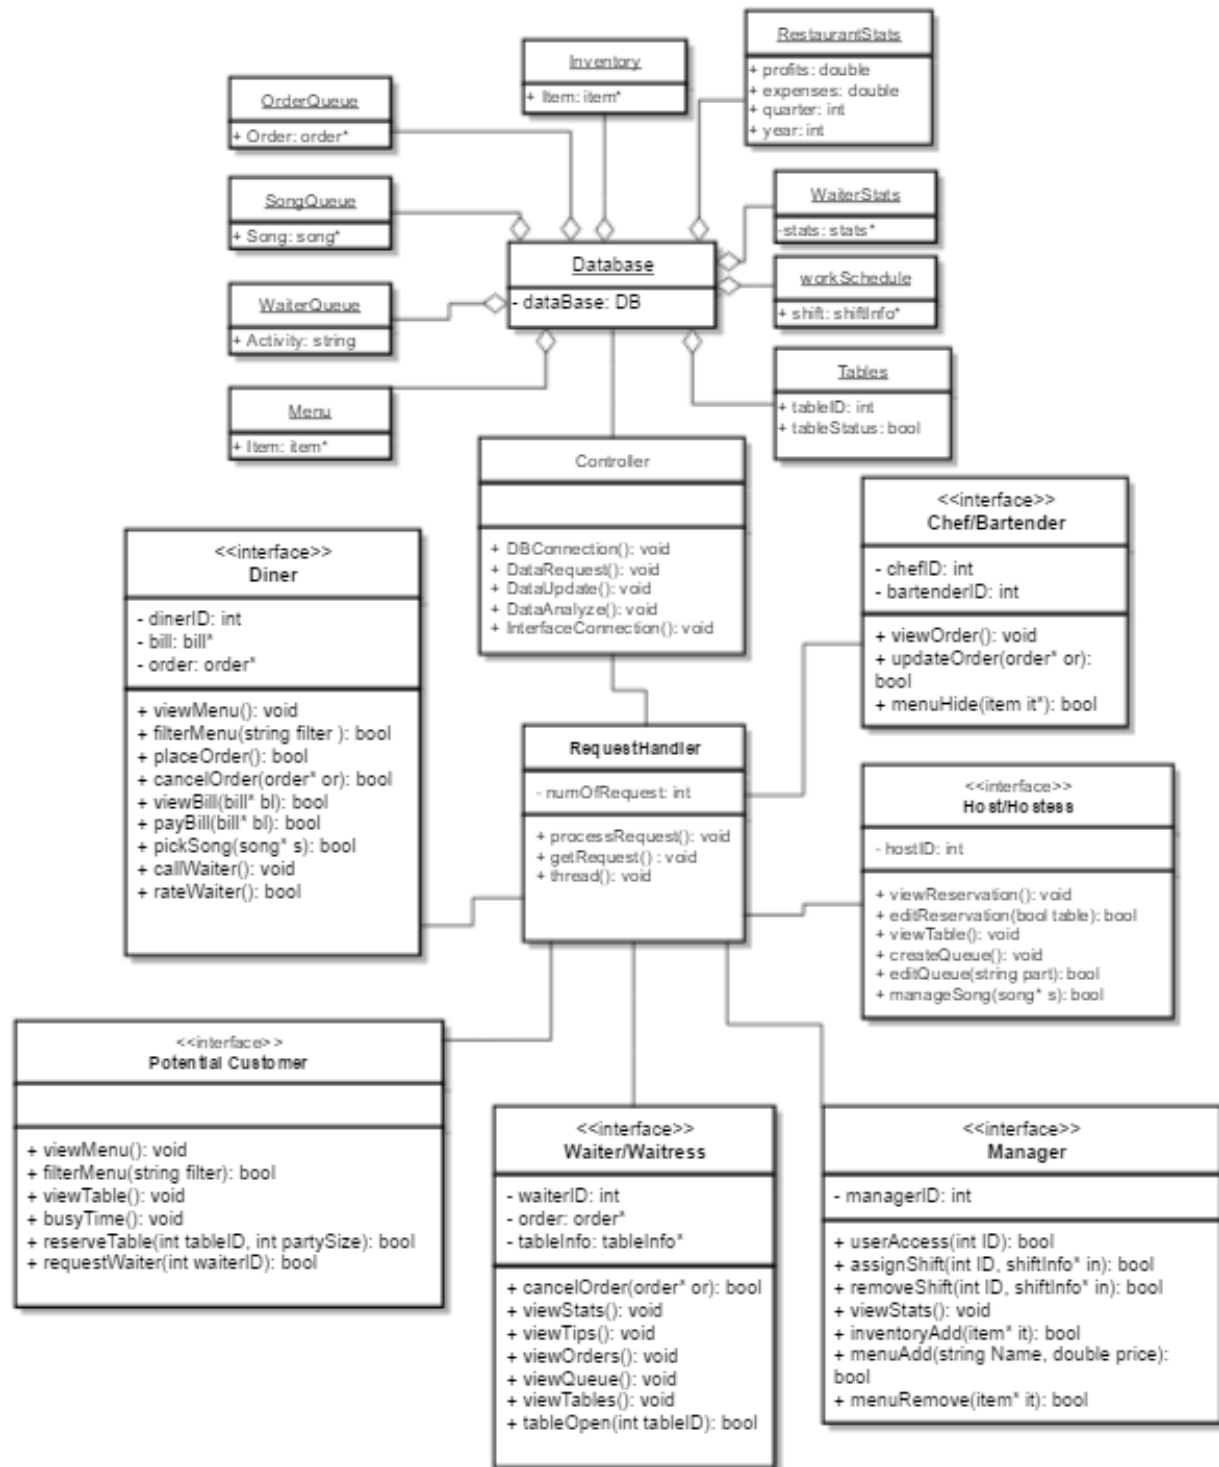 RestaurantStats
+ profits: double
+ expenses: double
+ quarter: int
+ year: int
Inventory
+ Item: item*
OrderQueue
+ Order: order*
SongQueue
+ Song: song*
WaiterStats
-stats: stats*
Database
- dataBase: DB
workSchedule
+ shift: shiftInfo*
WaiterQueue
+ Activity: string
Tables
+ tableID: int
+ tableStatus: bool
Menu
+ Item: item*
Controller
+ DBConnection(): void
+ DataRequest(): void
+ DataUpdate(): void
+ DataAnalyze(): void
+ InterfaceConnection(): void
<<interface>>
Chef/Bartender
- chefID: int
- bartenderID: int
+ viewOrder(): void
+ updateOrder(order* or):
bool
+ menuHide(item it*): bool
<<interface>>
Diner
- dinerID: int
- bill: bill*
- order: order*
+ viewMenu(): void
+ filterMenu(string filter ): bool
+ placeOrder(): bool
+ cancelOrder(order* or): bool
+ viewBill(bill* bl): bool
+ payBill(bill* bl): bool
+ pickSong(song* s): bool
+ callWaiter(): void
+ rateWaiter(): bool
RequestHandler
- numOfRequest: int
+ processRequest(): void
+ getRequest() : void
+ thread(): void
<<interface>>
Host/Hostess
- hostID: int
+ viewReservation(): void
+ editReservation(bool table): bool
+ viewTable(): void
+ createQueue(): void
+ editQueue(string part): bool
+ manageSong(song* s): bool
<<interface>>
Potential Customer
+ viewMenu(): void
+ filterMenu(string filter): bool
+ viewTable(): void
+ busyTime(): void
+ reserveTable(int tableID, int partySize): bool
+ requestWaiter(int waiterID): bool
<<interface>>
Waiter/Waitress
- waiterID: int
- order: order*
- tableInfo: tableInfo*
+ cancelOrder(order* or): bool
+ viewStats(): void
+ viewTips(): void
+ viewOrders(): void
+ viewQueue(): void
+ viewTables(): void
+ tableOpen(int tableID): bool
<<interface>>
Manager
- managerID: int
+ userAccess(int ID): bool
+ assignShift(int ID, shiftInfo* in): bool
+ removeShift(int ID, shiftInfo* in): bool
+ viewStats(): void
+ inventoryAdd(item* it): bool
+ menuAdd(string Name, double price):
bool
+ menuRemove(item* it): bool